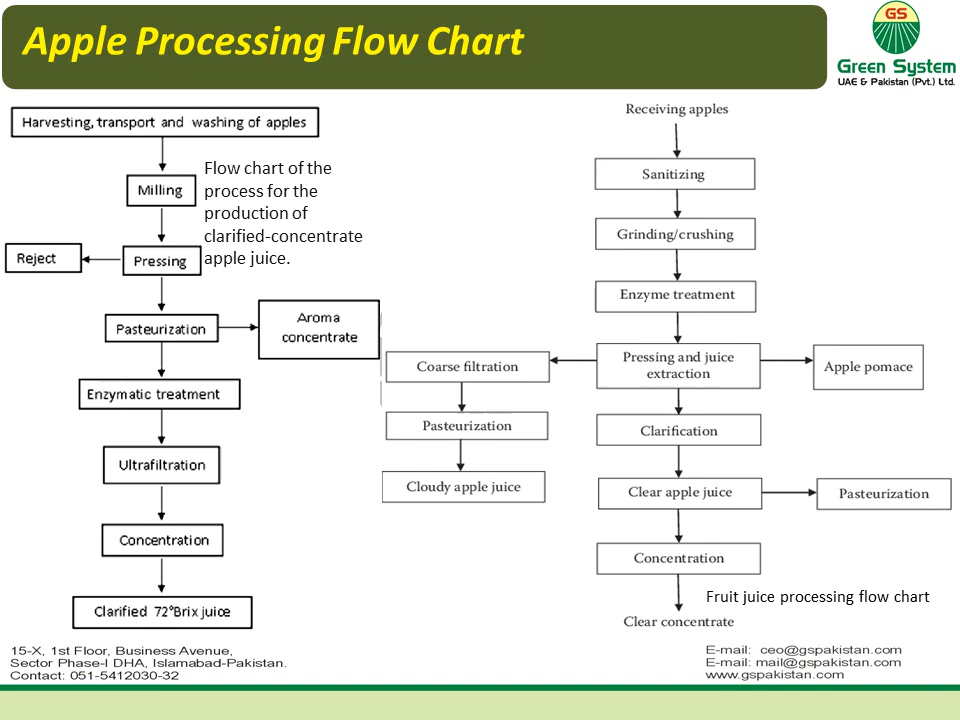 Apple Processing Flow Chart
GS
Green System
UAE & Pakistan (Pvt.) Ltd.
Harvesting, transport and washing of apples
Milling
Flow chart of the
process for the
production of
clarified-concentrate
apple juice.
Reject
Pressing
Pasteurization
Aroma
concentrate
Enzymatic treatment
Ultrafiltration
Concentration
Clarified 72°Brix juice
Receiving apples
Sanitizing
Grinding/crushing
Enzyme treatment
Pressing and juice
extraction
Coarse filtration
Apple pomace
Pasteurization
Cloudy apple juice
Clarification
Clear apple juice
Pasteurization
Concentration
Clear concentrate
Fruit juice processing flow chart
15-X, 1st Floor, Business Avenue,
Sector Phase-I DHA, Islamabad-Pakistan.
Contact: 051-5412030-32
E-mail: ceo@gspakistan.com
E-mail: mail@gspakistan.com
www.gspakistan.com